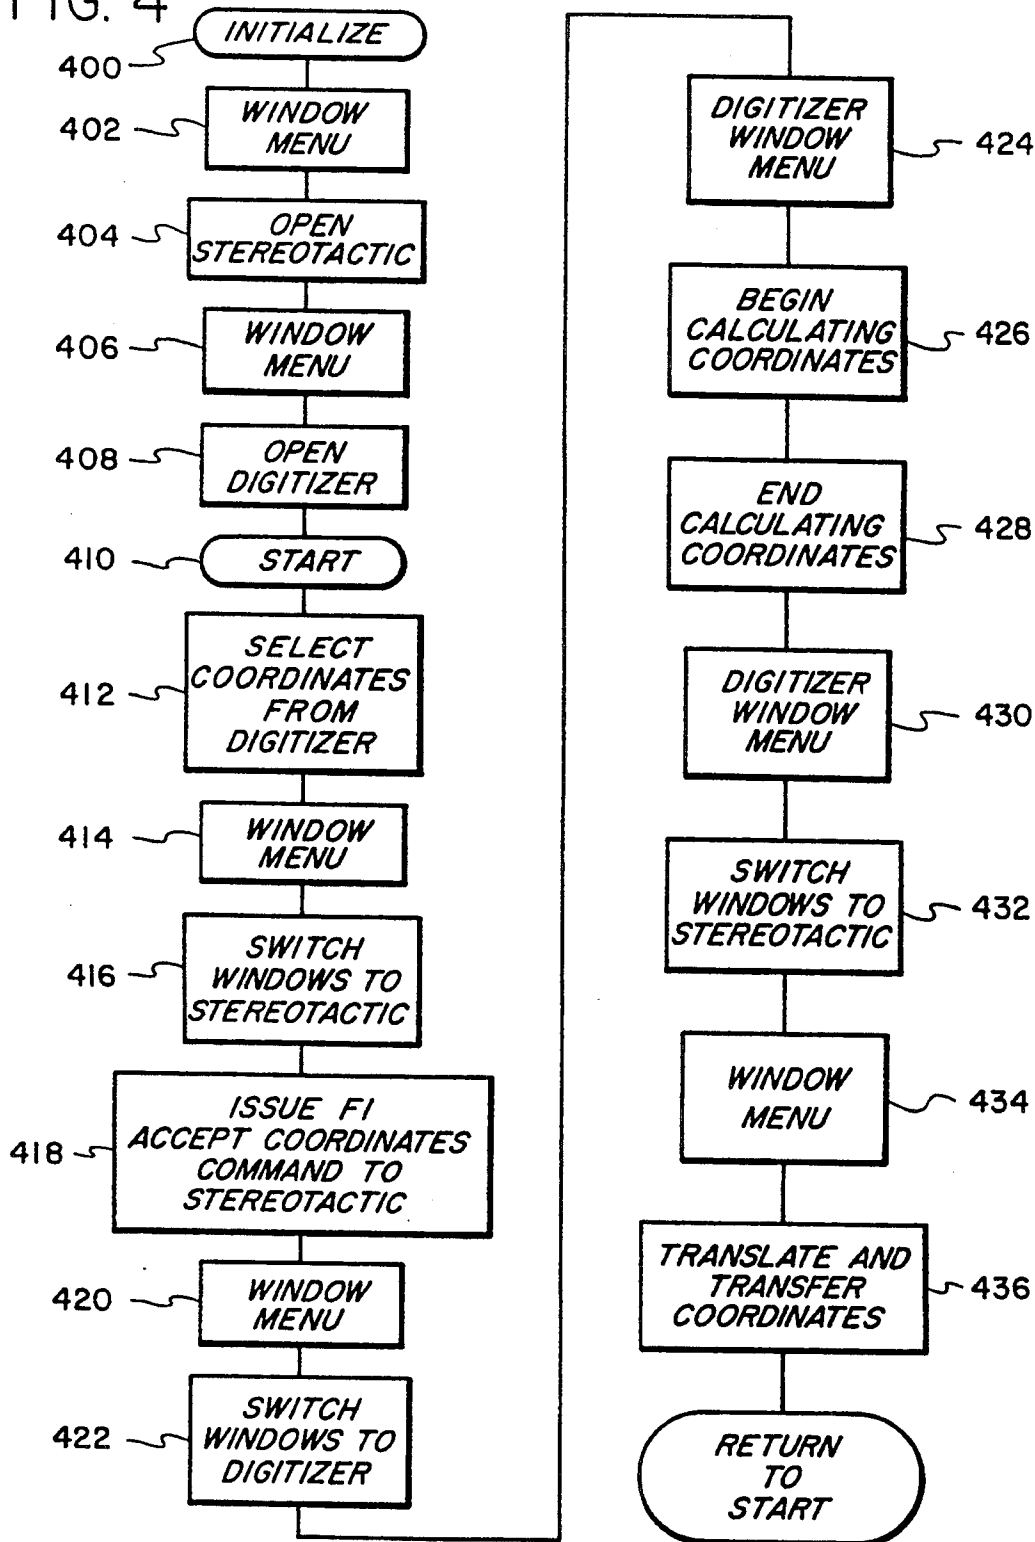 FIG. 4
INITIALIZE
400
402
WINDOW
MENU
404
OPEN
STEREOTACTIC
406
WINDOW
MENU
408
OPEN
DIGITIZER
410
START
412
SELECT
COORDINATES
FROM
DIGITIZER
414
WINDOW
MENU
416
SWITCH
WINDOWS TO
STEREOTACTIC
418
ISSUE F1
ACCEPT COORDINATES
COMMAND TO
STEREOTACTIC
420
WINDOW
MENU
422
SWITCH
WINDOWS TO
DIGITIZER
DIGITIZER
WINDOW
MENU
424
BEGIN
CALCULATING
COORDINATES
426
END
CALCULATING
COORDINATES
428
DIGITIZER
WINDOW
MENU
430
SWITCH
WINDOWS TO
STEREOTACTIC
432
WINDOW
MENU
434
TRANSLATE AND
TRANSFER
COORDINATES
436
RETURN
TO
START